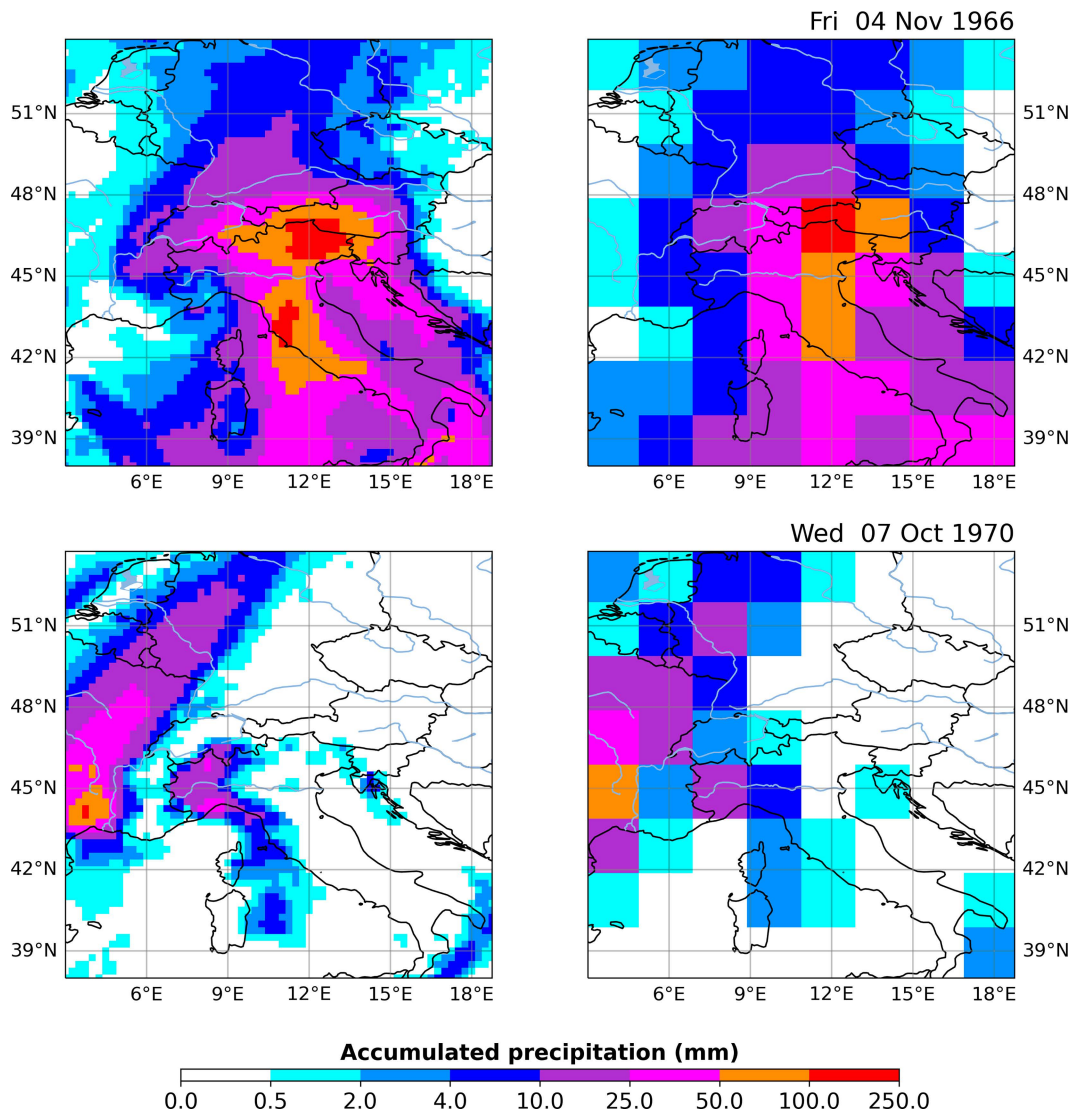 Fri  04 Nov 1966
51°N 51°N
48°N 48°N
45°N 45°N
42°N 42°N
39°N 39°N
6°E 9°E 12°E 15°E 18°E 6°E 9°E 12°E 15°E 18°E
Wed  07 Oct 1970
51°N 51°N
48°N 48°N
45°N 45°N
42°N 42°N
39°N 39°N
6°E 9°E 12°E 15°E 18°E 6°E 9°E 12°E 15°E 18°E
Accumulated precipitation (mm)
0.0 0.5 2.0 4.0 10.0 25.0 50.0 100.0 250.0